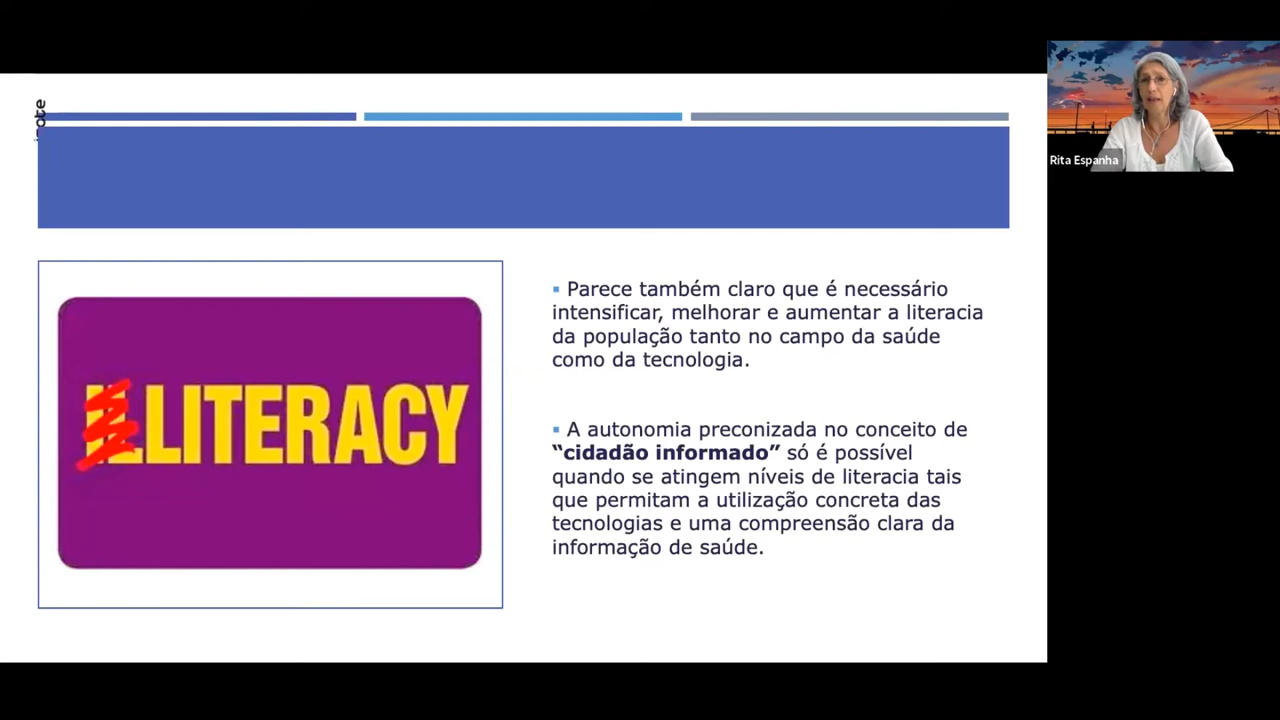 Rita Espanha
ILLITERACY
Parece também claro que é necessário
intensificar, melhorar e aumentar a literacia
da população tanto no campo da saúde
como da tecnologia.
A autonomia preconizada no conceito de
“cidadão informado” só é possível
quando se atingem níveis de literacia tais
que permitam a utilização concreta das
tecnologias e uma compreensão clara da
informação de saúde.